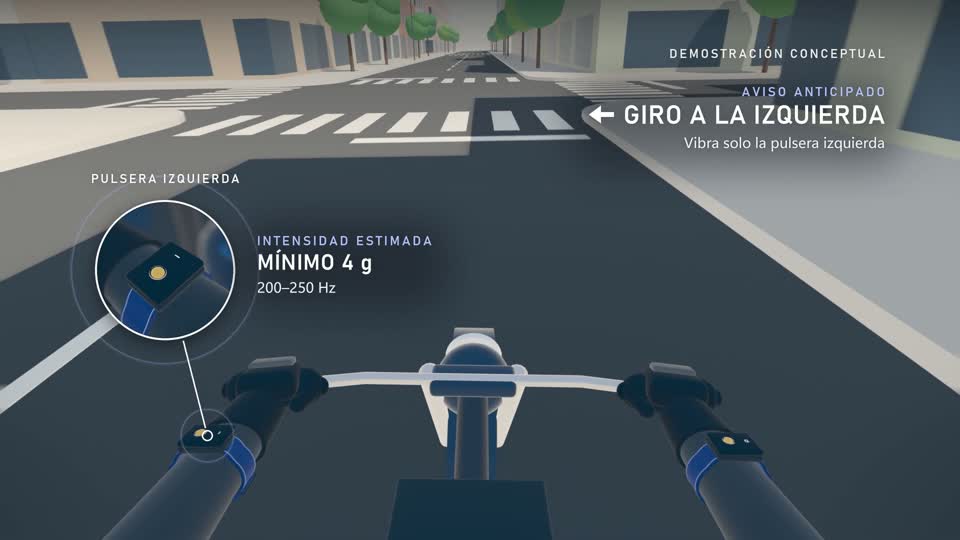 DEMOSTRACIÓN CONCEPTUAL
AVISO ANTICIPADO
GIRO A LA IZQUIERDA
Vibra solo la pulsera izquierda
PULSERA IZQUIERDA
INTENSIDAD ESTIMADA
MÍNIMO 4 g
200–250 Hz